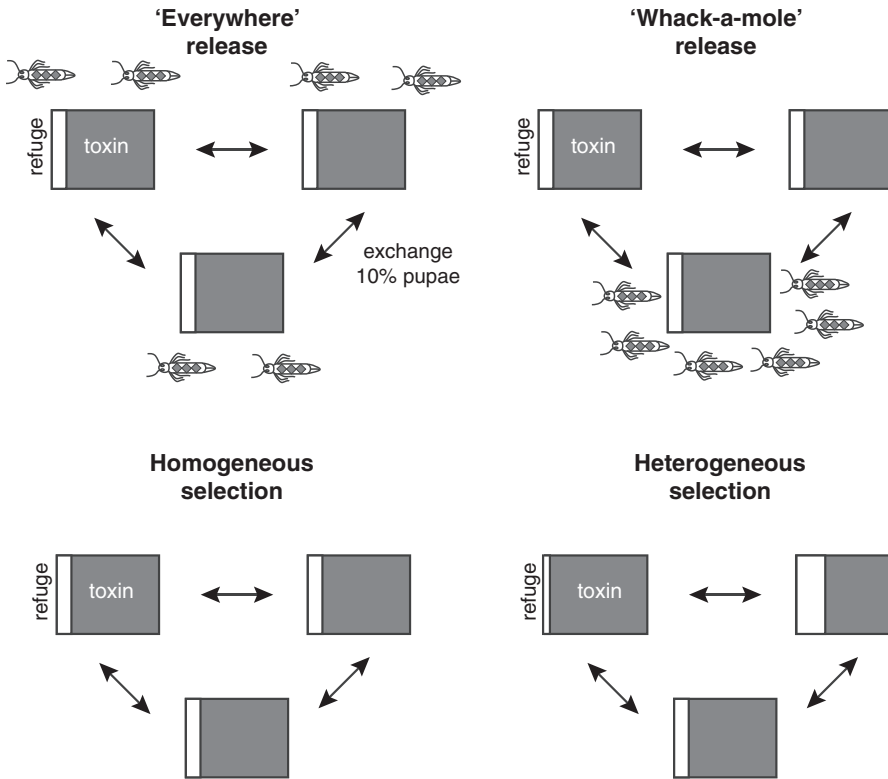 ‘Everywhere’
release
refuge
toxin
exchange
10% pupae
‘Whack-a-mole’
release
refuge
toxin
Homogeneous
selection
refuge
toxin
Heterogeneous
selection
refuge
toxin